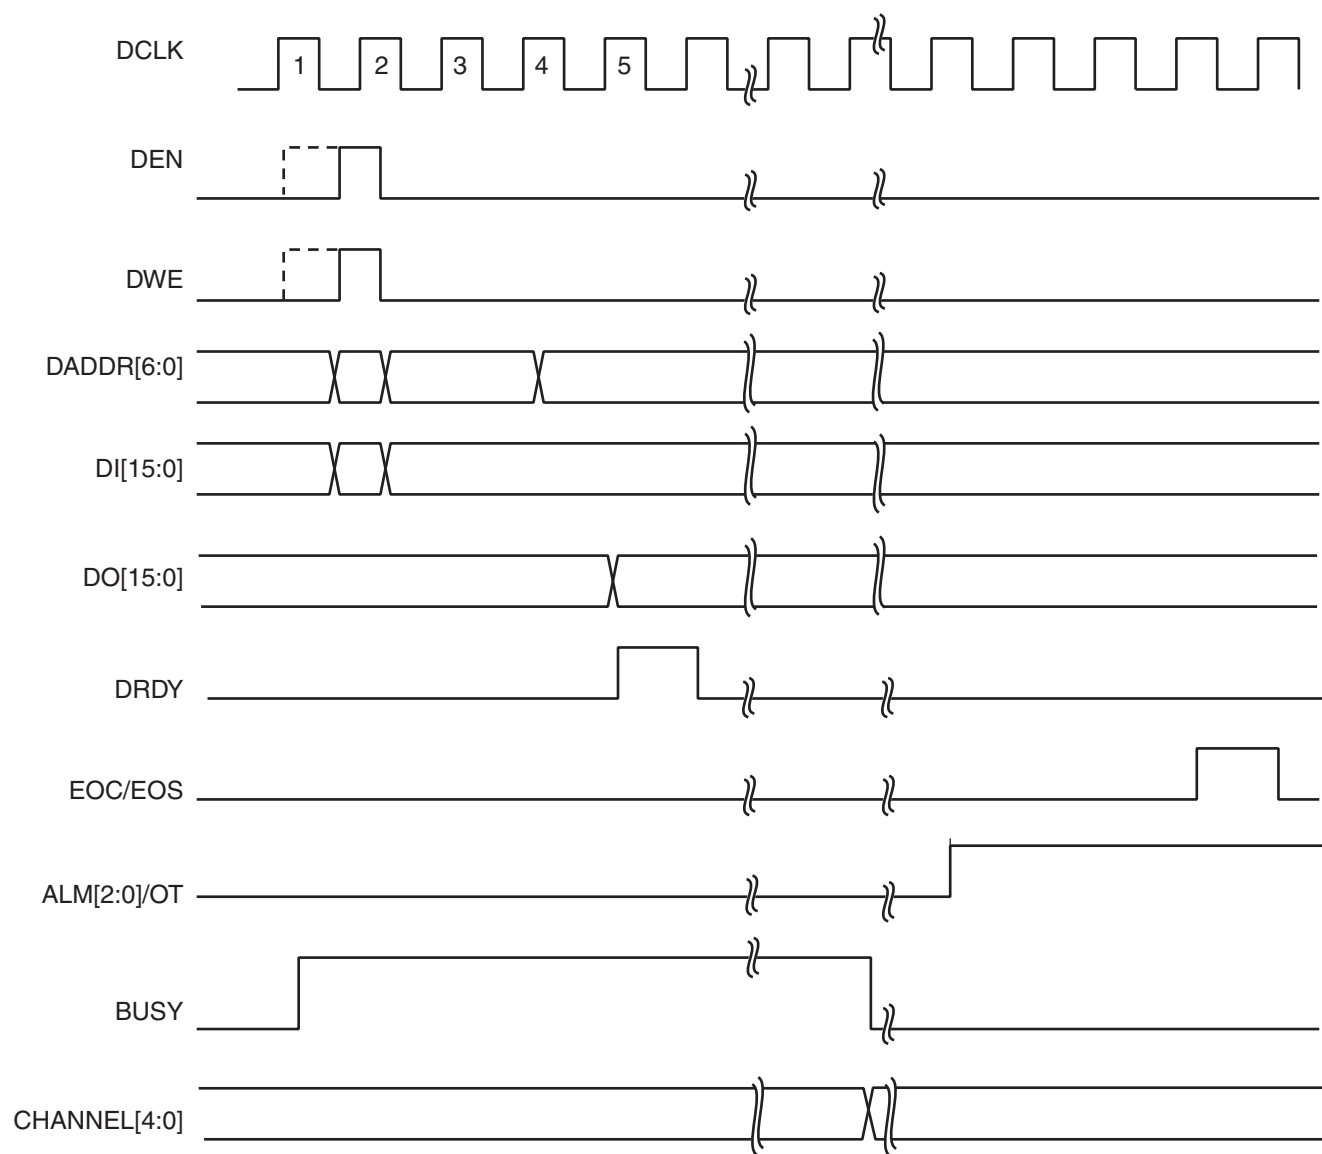 DCLK
1 2 3 4 5
DEN
DWE
DADDR[6:0]
DI[15:0]
DO[15:0]
DRDY
EOC/EOS
ALM[2:0]/OT
BUSY
CHANNEL[4:0]